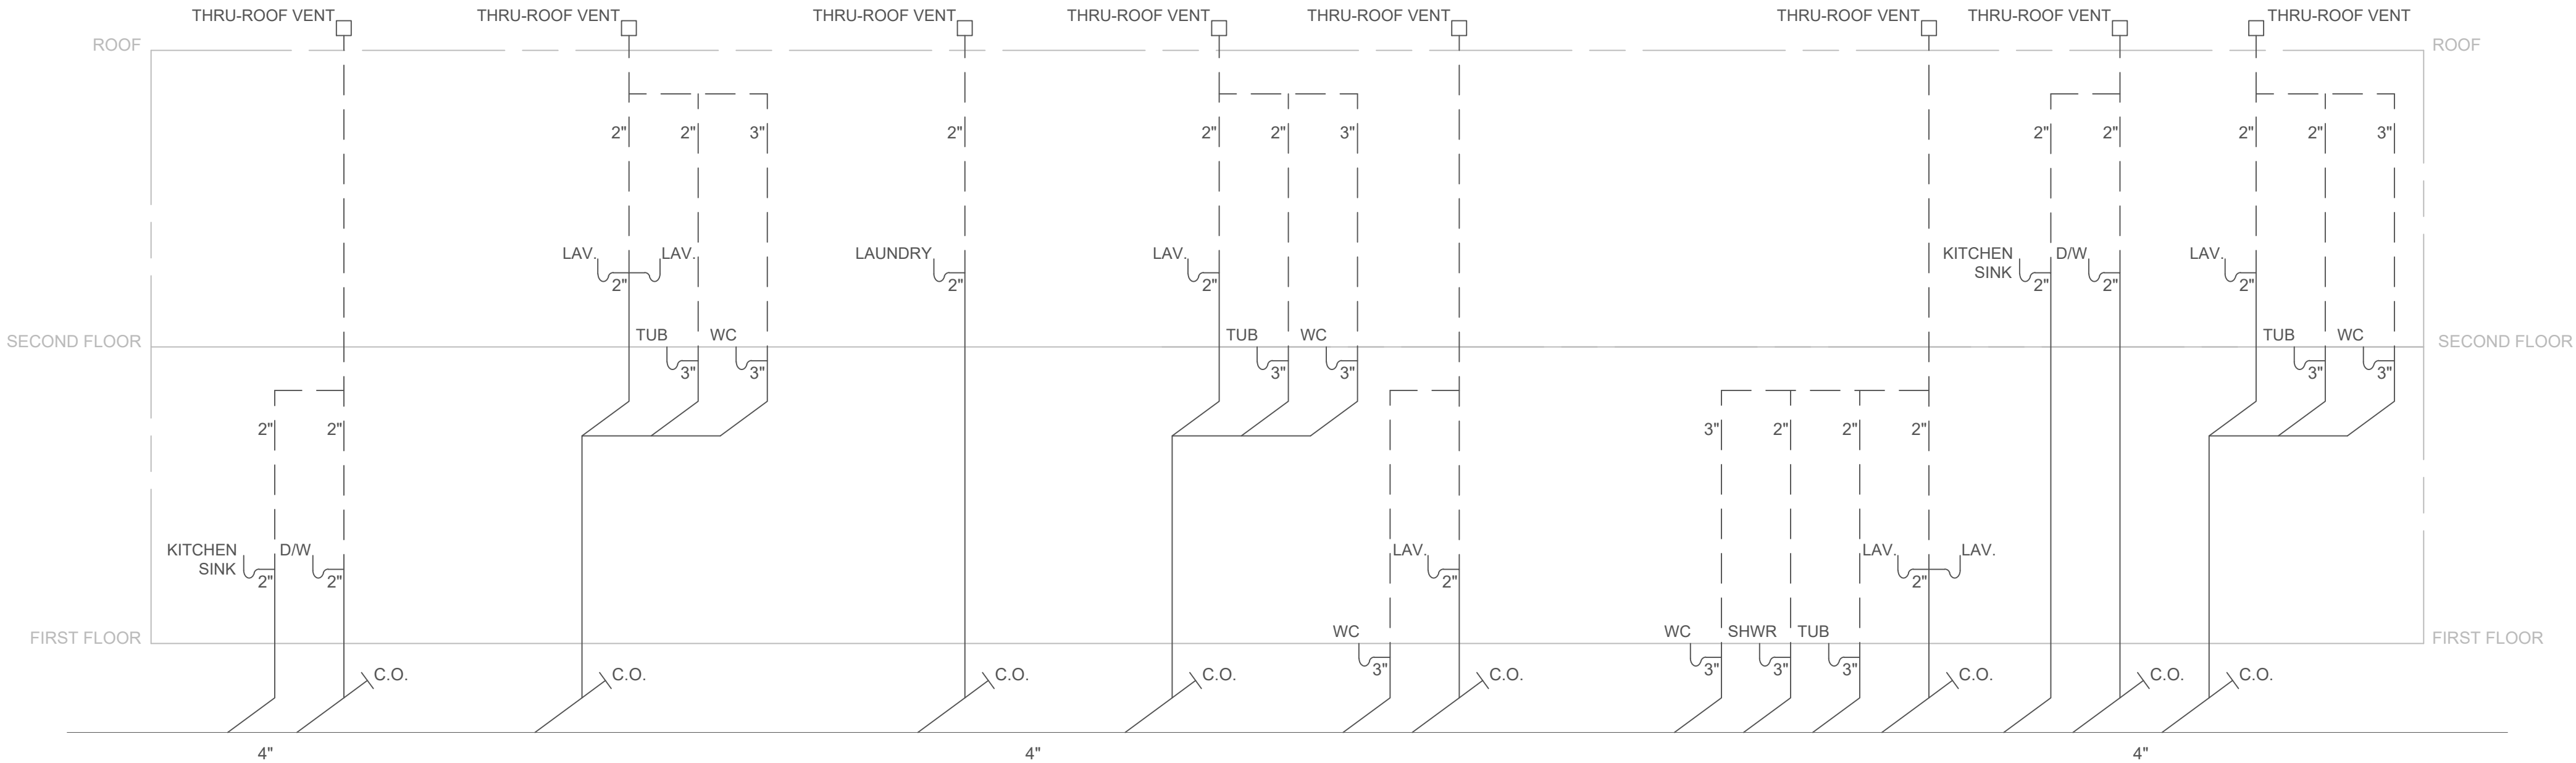 THRU-ROOF VENT THRU-ROOF VENT THRU-ROOF VENT THRU-ROOF VENT THRU-ROOF VENT THRU-ROOF VENT THRU-ROOF VENT THRU-ROOF VENT
ROOF ROOF
2" 2" 3" 2" 2" 2" 3" 2" 2" 2" 2" 3"
LAV. LAV. LAUNDRY LAV. KITCHEN D/W LAV.
SINK
2" 2" 2" 2" 2" 2"
TUB WC TUB WC TUB WC
SECOND FLOOR SECOND FLOOR
3" 3" 3" 3" 3" 3"
2" 2" 3" 2" 2" 2"
KITCHEN D/W LAV. LAV. LAV.
SINK
2" 2" 2" 2"
WC WC SHWR TUB
FIRST FLOOR FIRST FLOOR
3" 3" 3" 3"
C.O. C.O. C.O. C.O. C.O. C.O. C.O. C.O.
4" 4" 4"